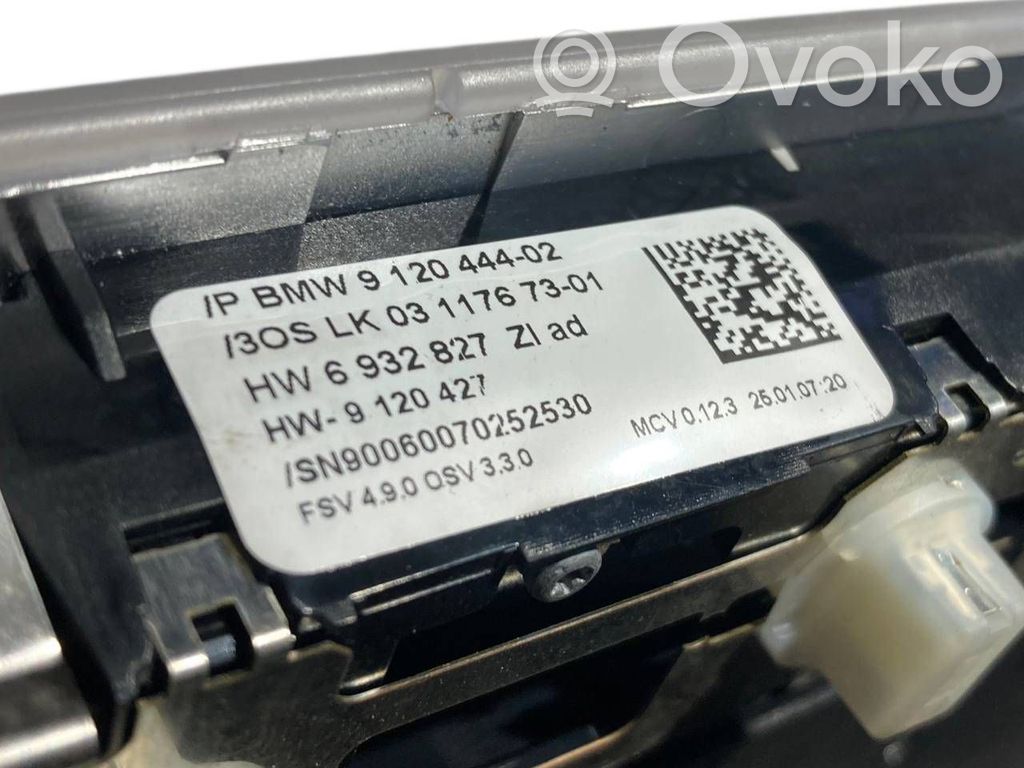 Ovoko
/P BMW 9 120 444-02
/3OS LK 03 1176 73-01
HW 6 932 827 ZI ad
HW- 9 120 427
/SN90060070252530
FSV 4.9.0 OSV 3.3.0
MCV 0.12.3 25.01.07:20